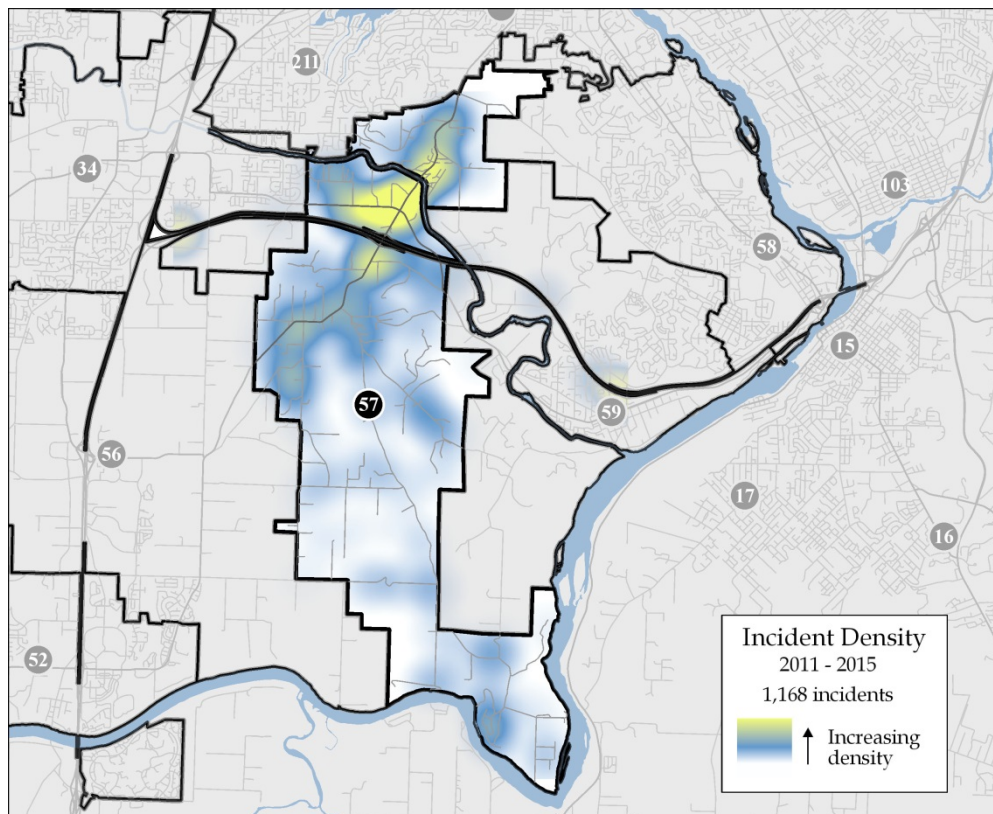 211
34
103
58
15
57
59
56
17
16
52
Incident Density
2011 - 2015
1,168 incidents
Increasing
density